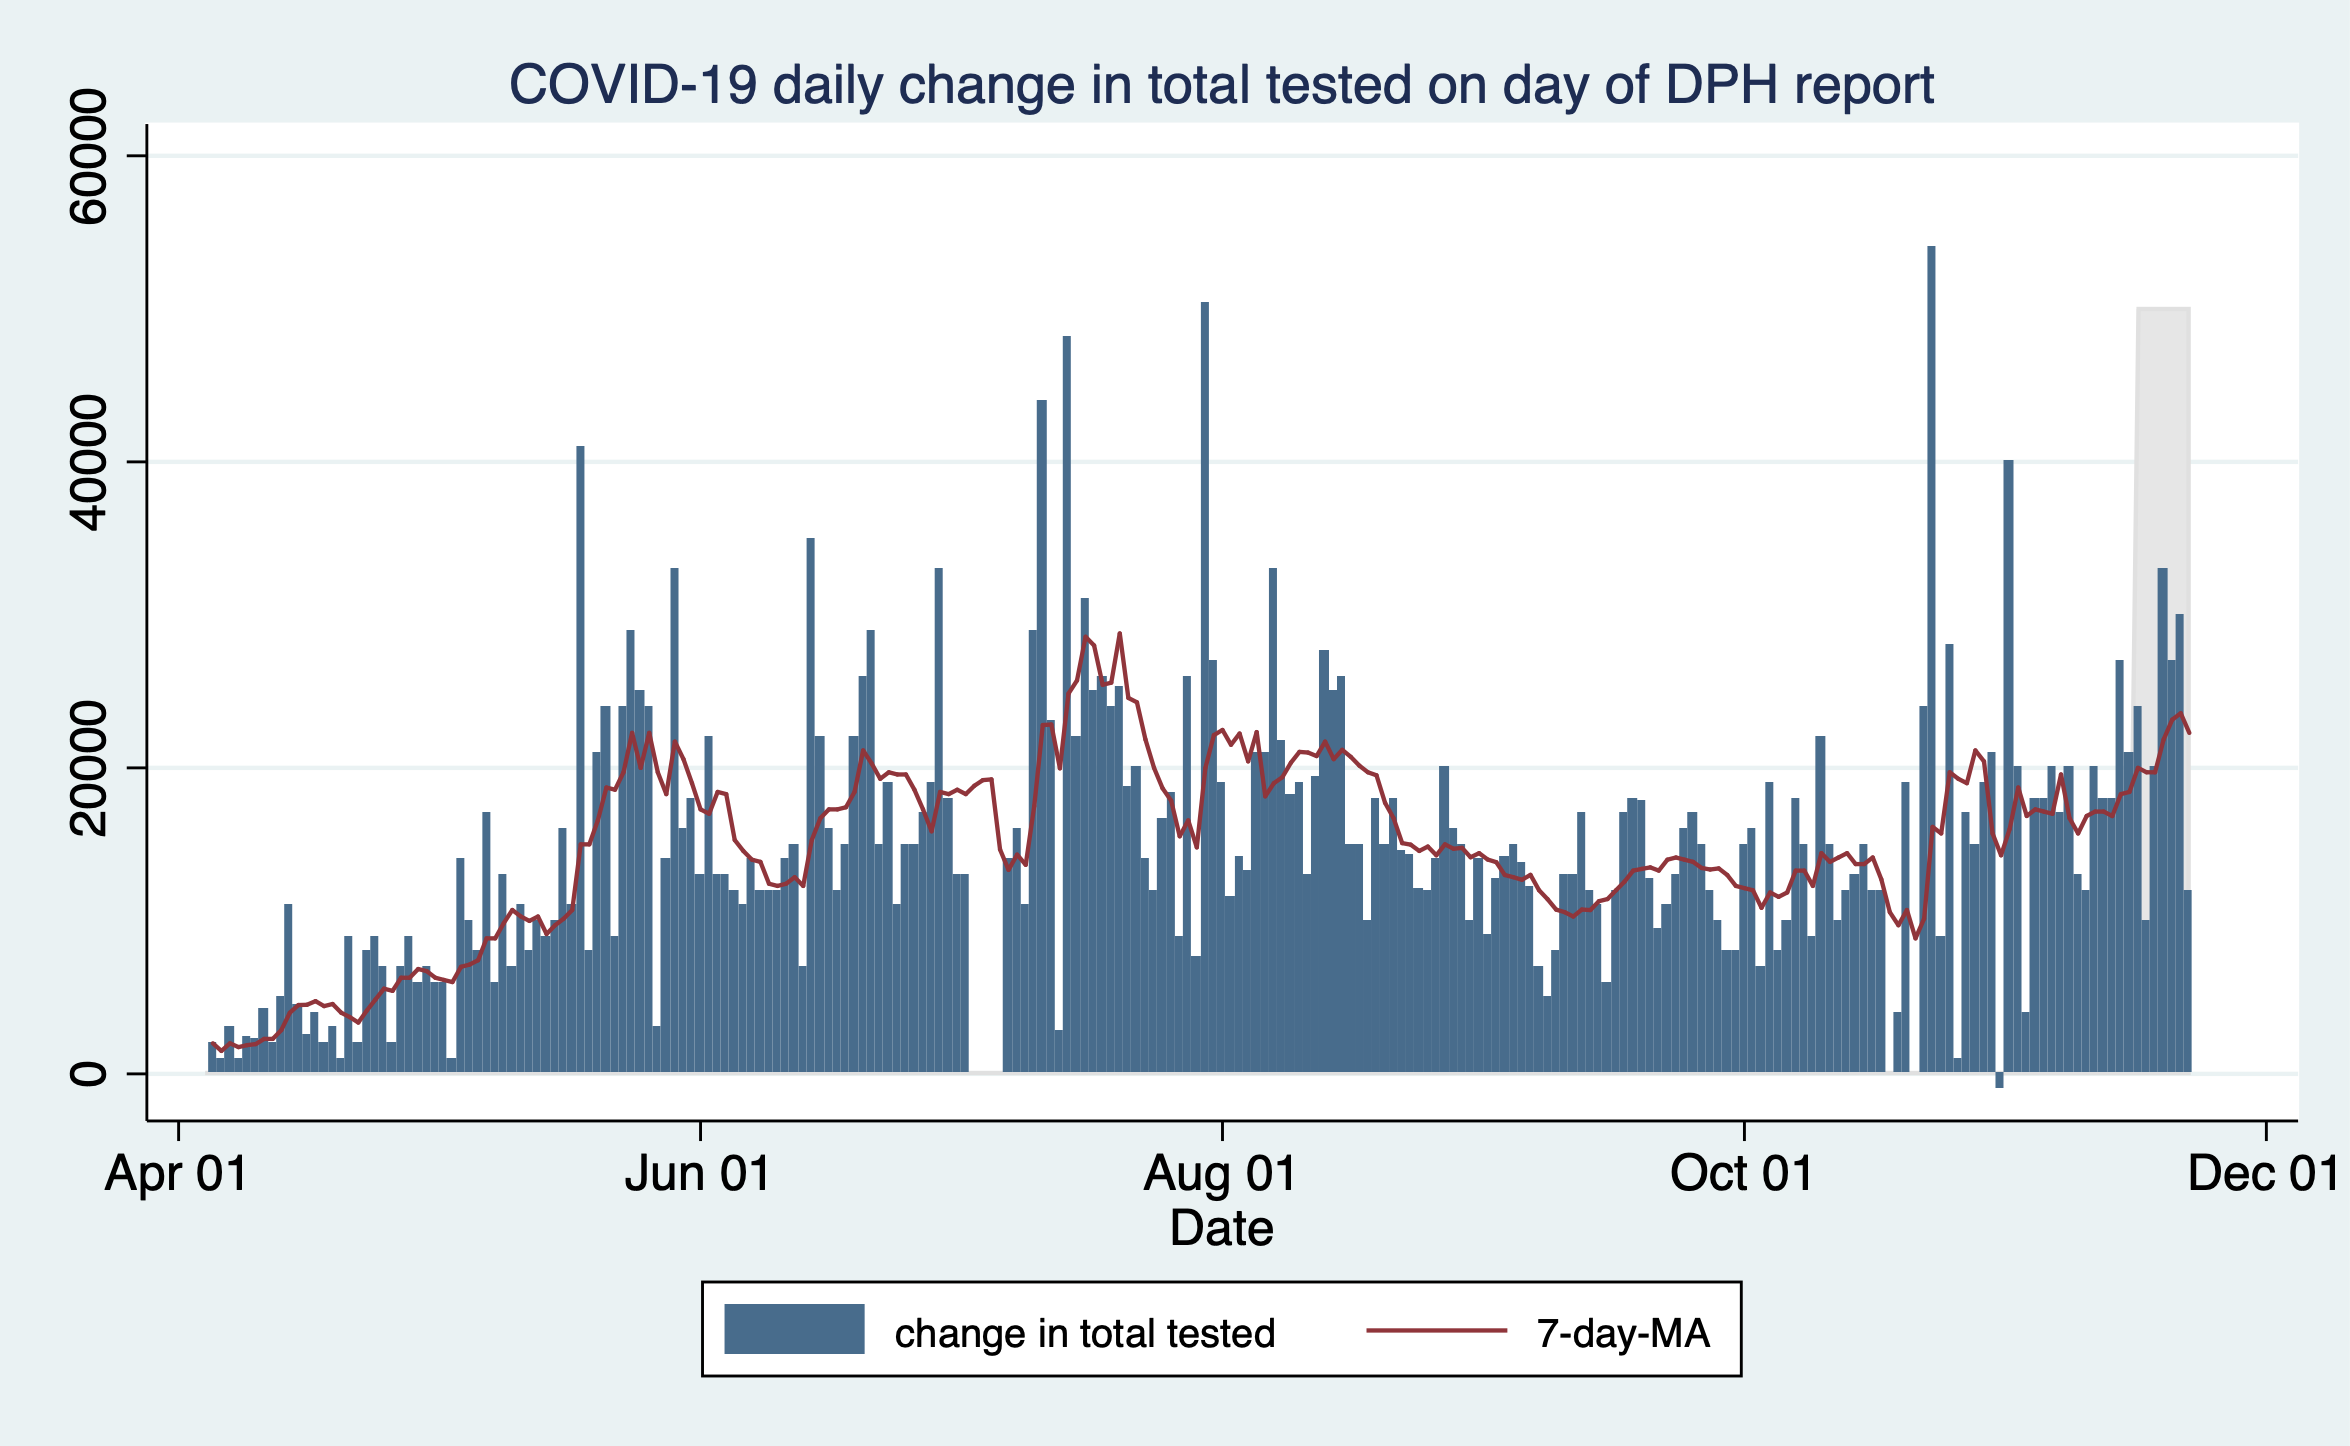 COVID-19 daily change in total tested on day of DPH report
60000
40000
20000
0
Apr 01 Jun 01 Aug 01 Oct 01 Dec 01
Date
change in total tested 7-day-MA